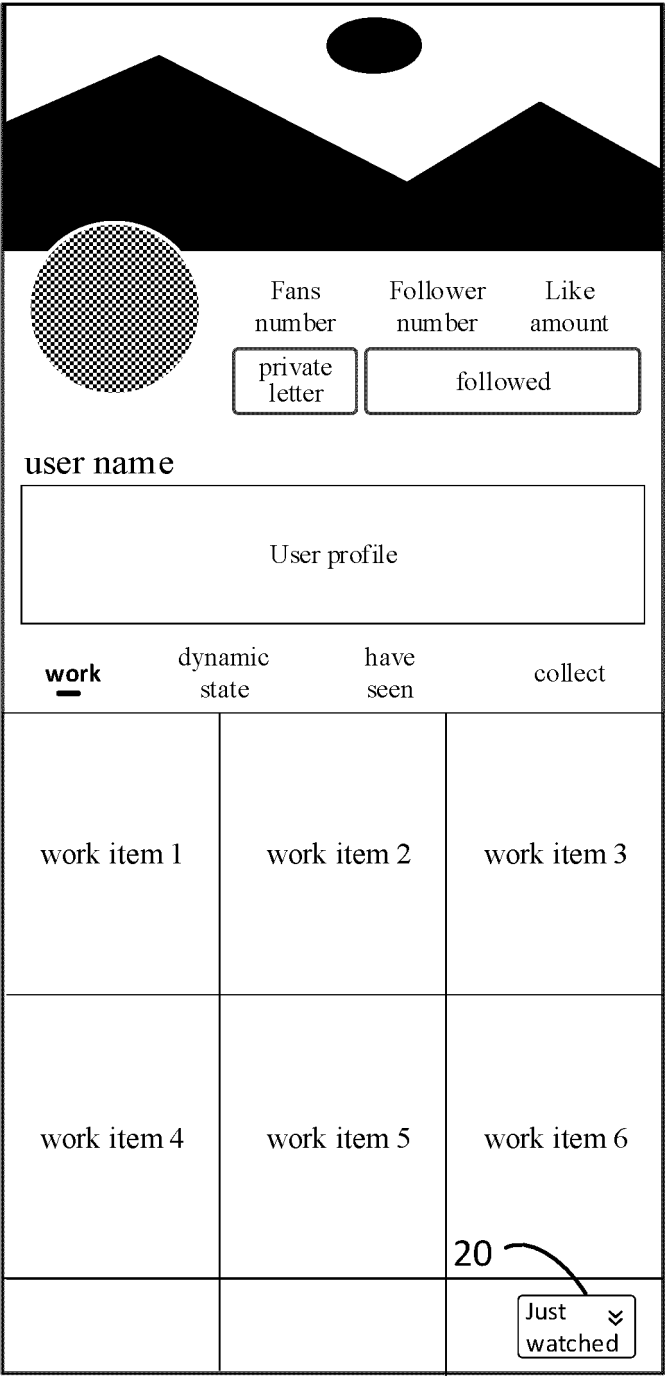 Fans
number
Follower
number
Like
amount
private
letter
followed
user name
User profile
work
dynamic
state
have
seen
collect
work item 1
work item 2
work item 3
work item 4
work item 5
work item 6
20
Just
watched